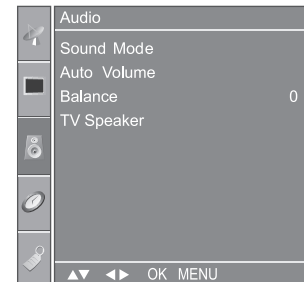 Audio
Sound Mode
Auto Volume
Balance 0
TV Speaker
▲▼ ◀▶ OK MENU